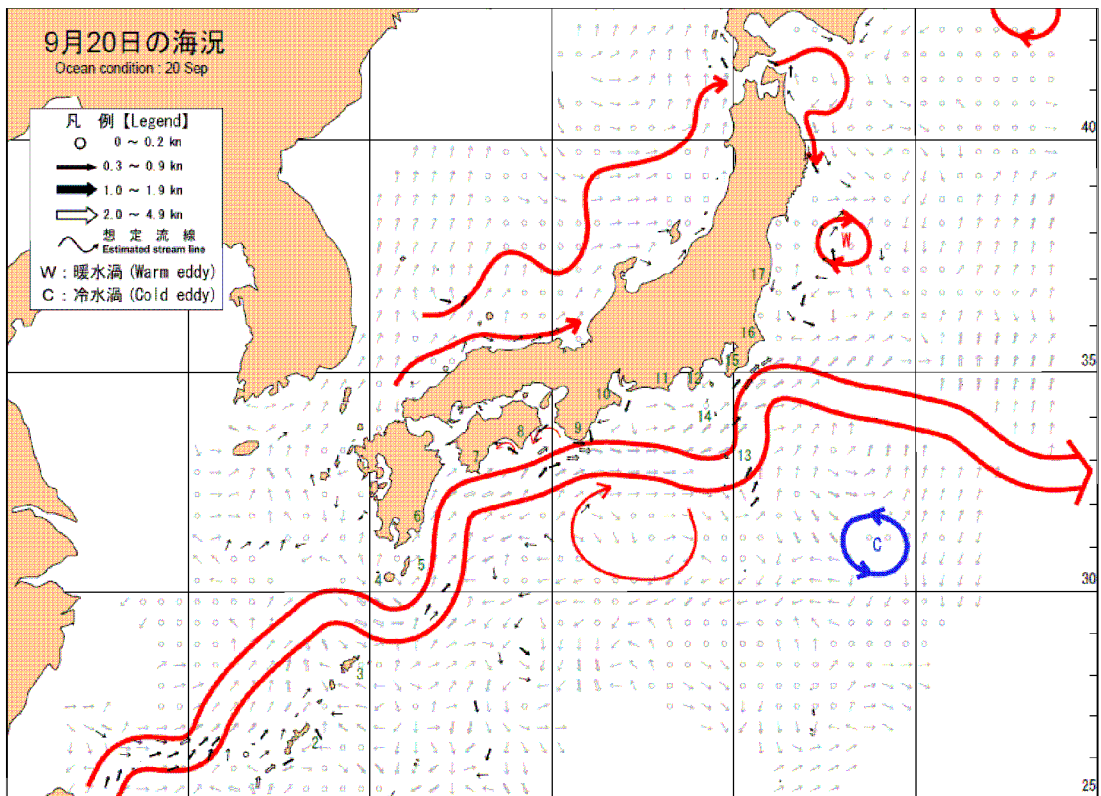 9月20日の海況
Ocean condition : 20 Sep
凡 例【Legend】
0 ~ 0.2 kn
0.3 ~ 0.9 kn
1.0 ~ 1.9 kn
2.0 ~ 4.9 kn
想 定 流 線
Estimated stream line
W : 暖水渦 (Warm eddy)
C : 冷水渦 (Cold eddy)
40
W
17
16
35
15
12
11
10
14
9
8
7
13
6
C
5
4
30
3
2
25